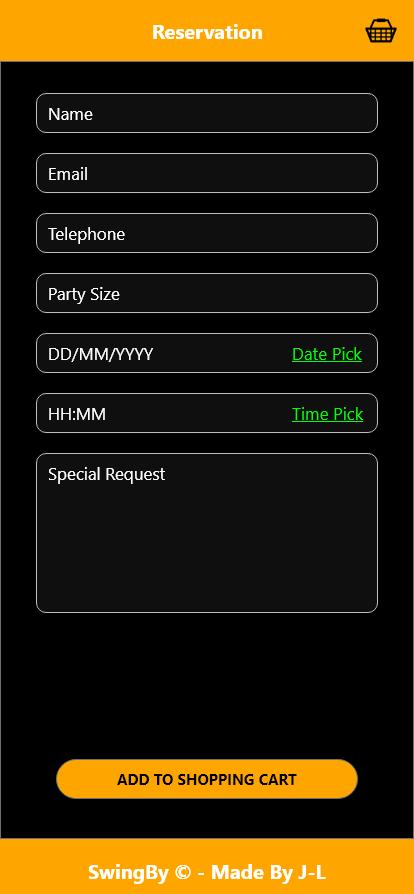 Reservation
Name
Email
Telephone
Party Size
DD/MM/YYYY Date Pick
HH:MM Time Pick
Special Request
ADD TO SHOPPING CART
SwingBy © - Made By J-L